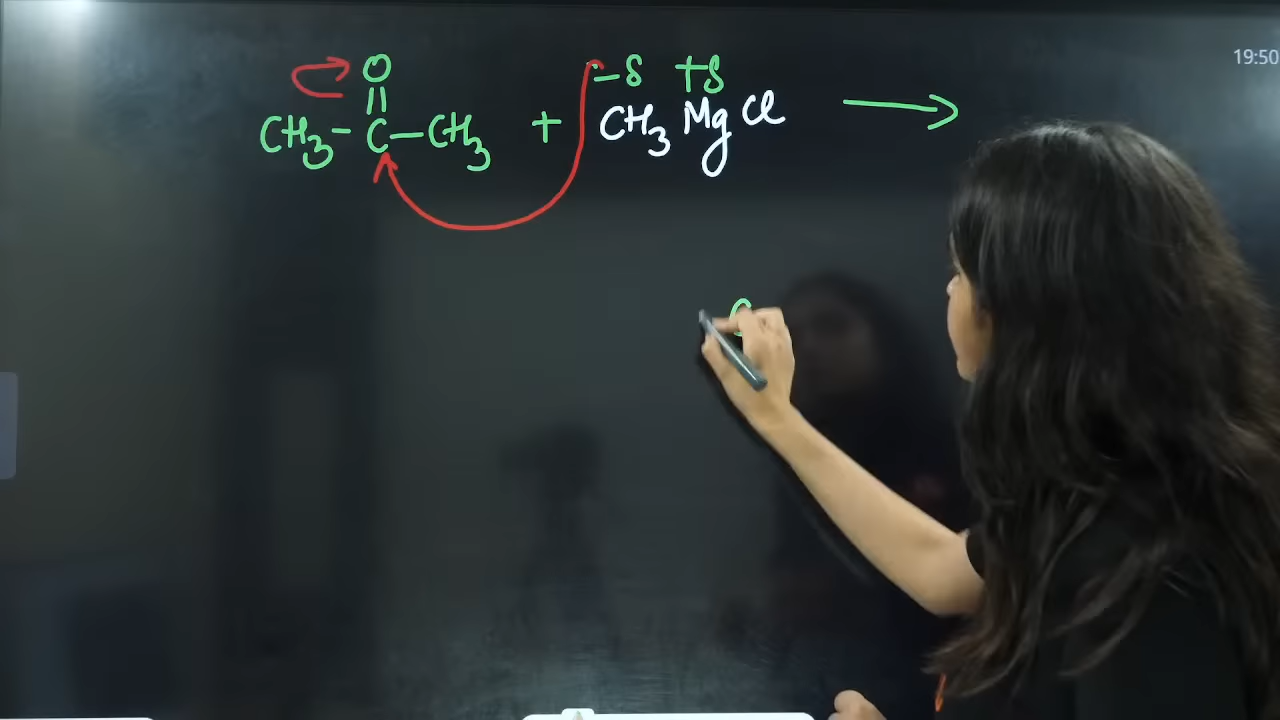 19:50
O
||
CH3 - C - CH3 + CH3 Mg Cl →
-δ +δ
C